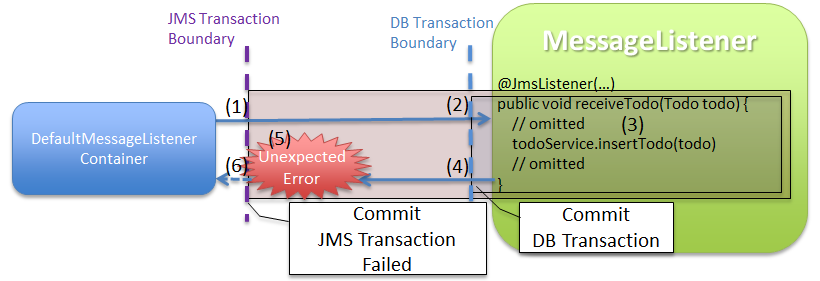 JMS Transaction
Boundary
DB Transaction
Boundary
MessageListener
@JmsListener(...)
(1)
(2)
public void receiveTodo(Todo todo) {
// omitted
(3)
DefaultMessageListener
Container
(5)
todoService.insertTodo(todo)
(6)
Unexpected
Error
(4)
// omitted
}
Commit
JMS Transaction
Failed
Commit
DB Transaction